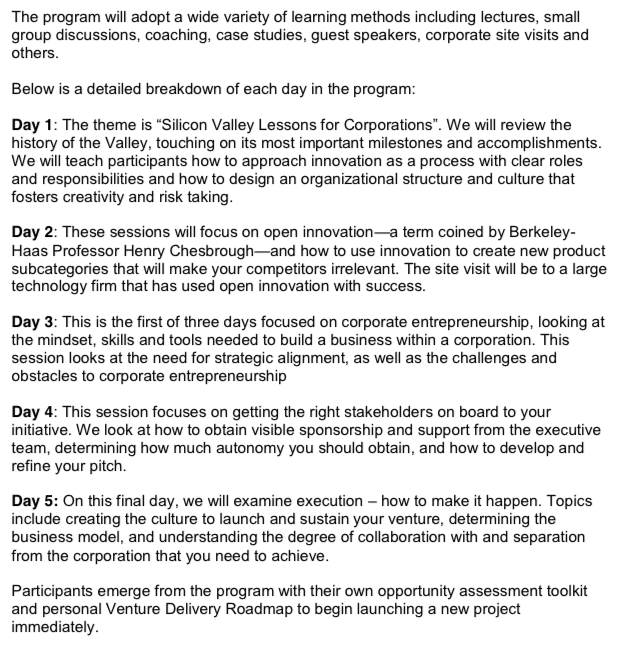 The program will adopt a wide variety of learning methods including lectures, small
group discussions, coaching, case studies, guest speakers, corporate site visits and
others.
Below is a detailed breakdown of each day in the program:
Day 1: The theme is “Silicon Valley Lessons for Corporations”. We will review the
history of the Valley, touching on its most important milestones and accomplishments.
We will teach participants how to approach innovation as a process with clear roles
and responsibilities and how to design an organizational structure and culture that
fosters creativity and risk taking.
Day 2: These sessions will focus on open innovation—a term coined by Berkeley-
Haas Professor Henry Chesbrough—and how to use innovation to create new product
subcategories that will make your competitors irrelevant. The site visit will be to a large
technology firm that has used open innovation with success.
Day 3: This is the first of three days focused on corporate entrepreneurship, looking at
the mindset, skills and tools needed to build a business within a corporation. This
session looks at the need for strategic alignment, as well as the challenges and
obstacles to corporate entrepreneurship
Day 4: This session focuses on getting the right stakeholders on board to your
initiative. We look at how to obtain visible sponsorship and support from the executive
team, determining how much autonomy you should obtain, and how to develop and
refine your pitch.
Day 5: On this final day, we will examine execution – how to make it happen. Topics
include creating the culture to launch and sustain your venture, determining the
business model, and understanding the degree of collaboration with and separation
from the corporation that you need to achieve.
Participants emerge from the program with their own opportunity assessment toolkit
and personal Venture Delivery Roadmap to begin launching a new project
immediately.